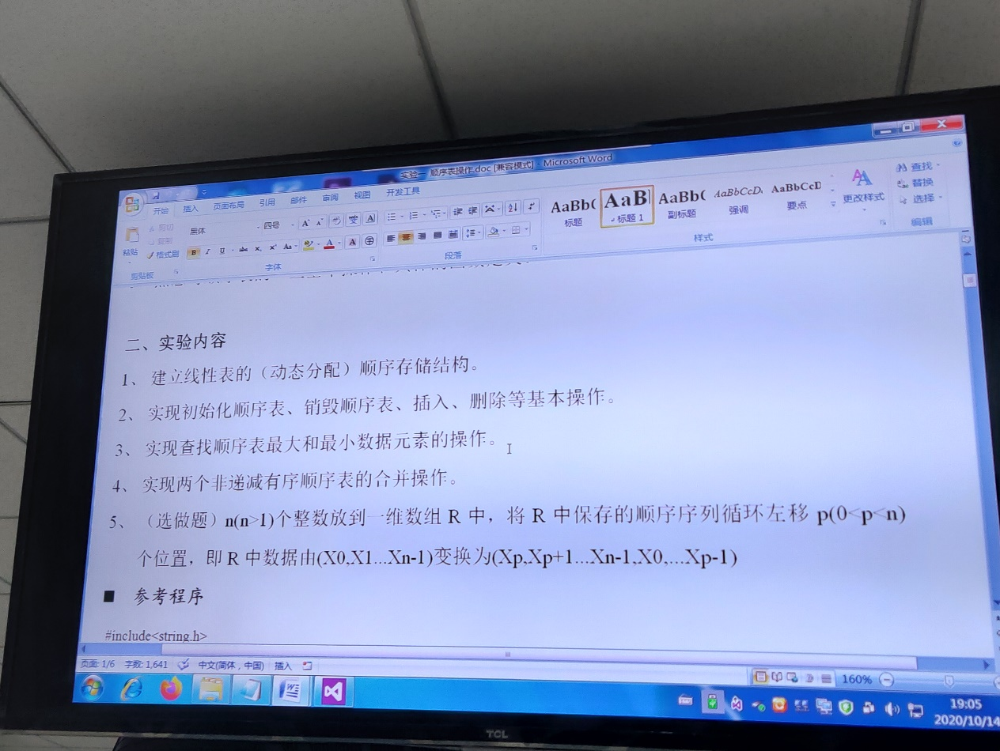 实验一 顺序表操作.doc [兼容模式] - Microsoft Word
开始 插入 页面布局 引用 邮件 审阅 视图 开发工具
粘贴 剪切 复制 格式刷
黑体 四号
剪贴板 字体 段落 样式 编辑
AaBb( AaBl AaBb( AaBbCcD. AaBbCcD
标题 标题 1 副标题 强调 要点
更改样式
查找
替换
选择
二、实验内容
1、 建立线性表的（动态分配）顺序存储结构。
2、 实现初始化顺序表、销毁顺序表、插入、删除等基本操作。
3、 实现查找顺序表最大和最小数据元素的操作。
4、 实现两个非递减有序顺序表的合并操作。
5、 （选做题）n(n>1)个整数放到一维数组 R 中，将 R 中保存的顺序序列循环左移 p(0<p<n)
个位置，即 R 中数据由(X0,X1...Xn-1)变换为(Xp,Xp+1...Xn-1,X0,...Xp-1)
■ 参考程序
#include<string.h>
页面: 1/6 字数: 1,641 中文(简体，中国) 插入 160%
19:05
2020/10/14
TCL